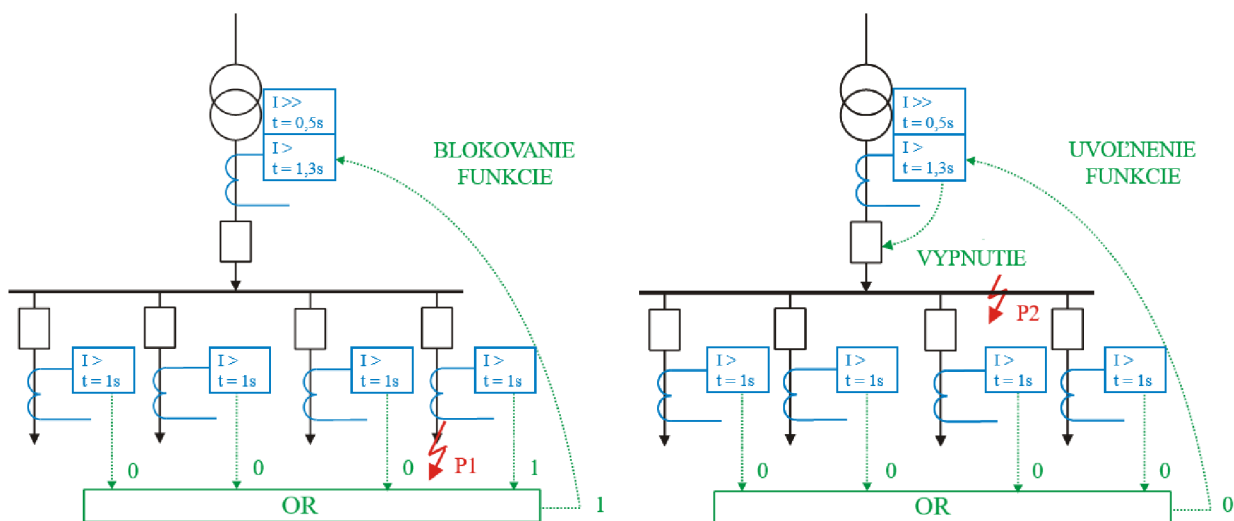 I >>
t = 0,5s
I >
t = 1,3s
BLOKOVANIE
FUNKCIE
I >
t = 1s
I >
t = 1s
I >
t = 1s
I >
t = 1s
P1
0
0
0
1
OR
1
I >>
t = 0,5s
I >
t = 1,3s
UVOĽNENIE
FUNKCIE
VYPNUTIE
P2
I >
t = 1s
I >
t = 1s
I >
t = 1s
I >
t = 1s
0
0
0
0
OR
0